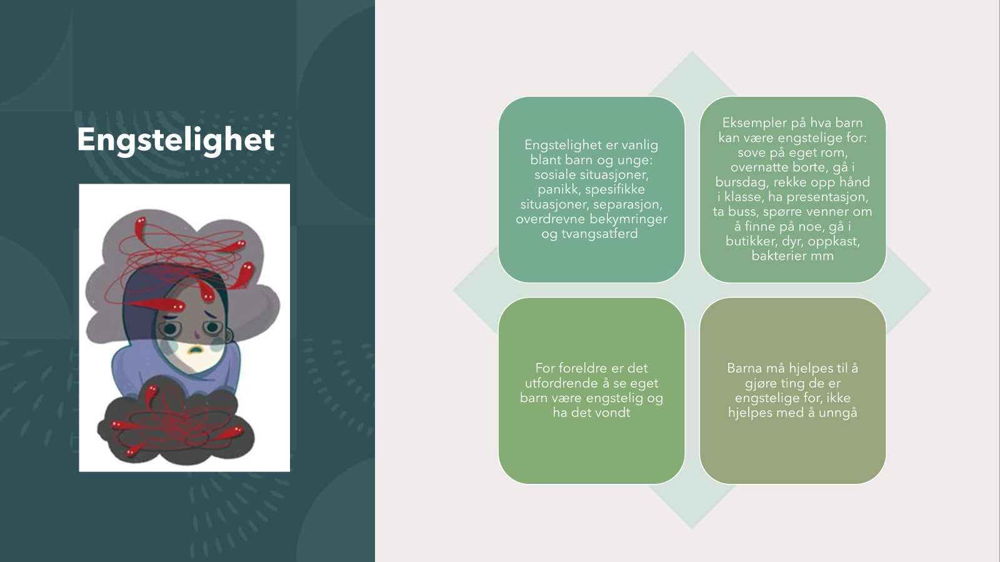 Engstelighet
Engstelighet er vanlig
blant barn og unge:
sosiale situasjoner,
panikk, spesifikke
situasjoner, separasjon,
overdrevne bekymringer
og tvangsatferd
Eksempler på hva barn
kan være engstelige for:
sove på eget rom,
overnatte borte, gå i
bursdag, rekke opp hånd
i klasse, ha presentasjon,
ta buss, spørre venner om
å finne på noe, gå i
butikker, dyr, oppkast,
bakterier mm
For foreldre er det
utfordrende å se eget
barn være engstelig og
ha det vondt
Barna må hjelpes til å
gjøre ting de er
engstelige for, ikke
hjelpes med å unngå